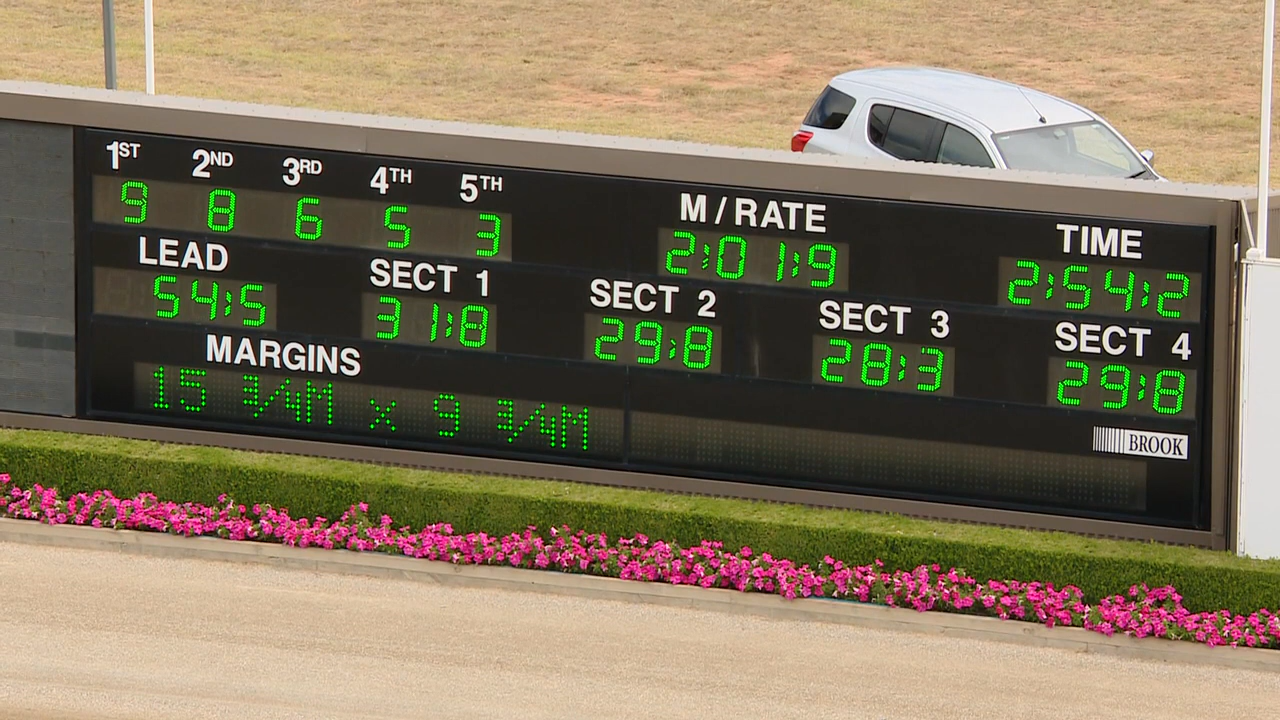 1ST 2ND 3RD 4TH 5TH
9 8 6 5 3
M/RATE
2:01:9
TIME
2:54:2
LEAD
54:5
SECT 1
31:8
SECT 2
29:8
SECT 3
28:3
SECT 4
29:8
MARGINS
15 3/4M x 9 3/4M
BROOK